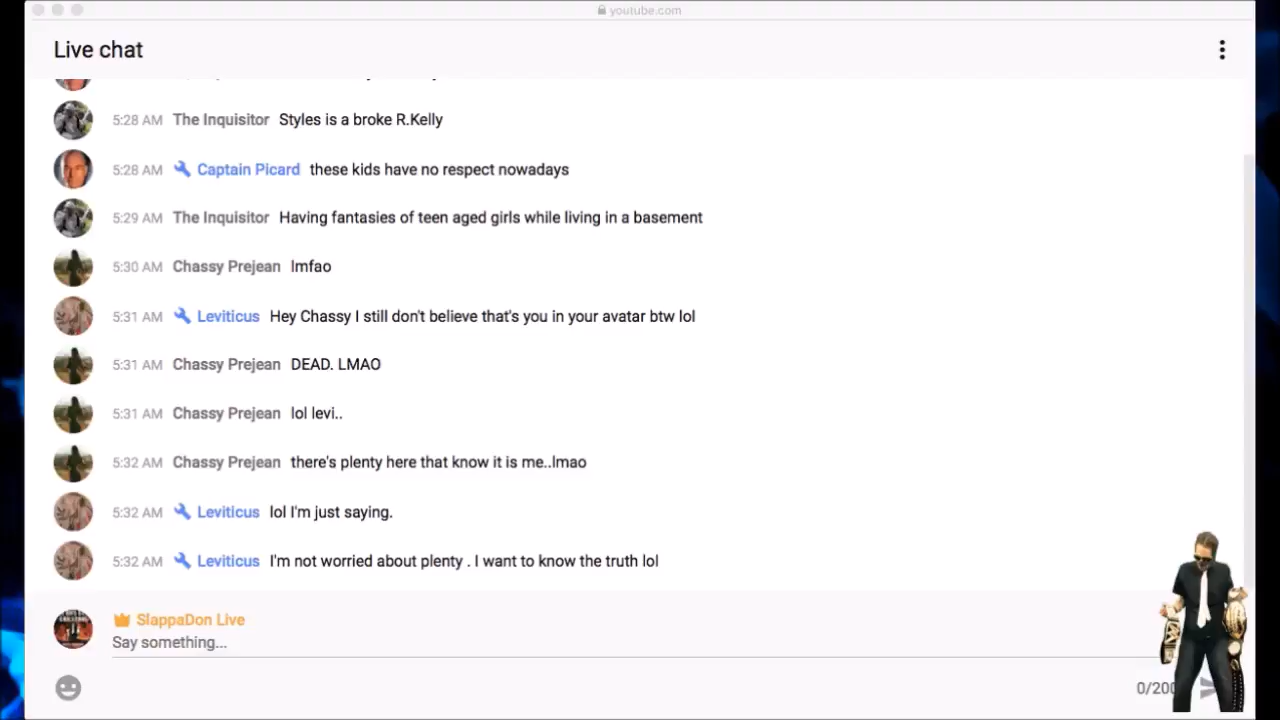 youtube.com
Live chat
5:28 AM The Inquisitor Styles is a broke R.Kelly
5:28 AM Captain Picard these kids have no respect nowadays
5:29 AM The Inquisitor Having fantasies of teen aged girls while living in a basement
5:30 AM Chassy Prejean lmfao
5:31 AM Leviticus Hey Chassy I still don't believe that's you in your avatar btw lol
5:31 AM Chassy Prejean DEAD. LMAO
5:31 AM Chassy Prejean lol levi..
5:32 AM Chassy Prejean there's plenty here that know it is me..lmao
5:32 AM Leviticus lol I'm just saying.
5:32 AM Leviticus I'm not worried about plenty . I want to know the truth lol
SlappaDon Live
Say something...
0/200